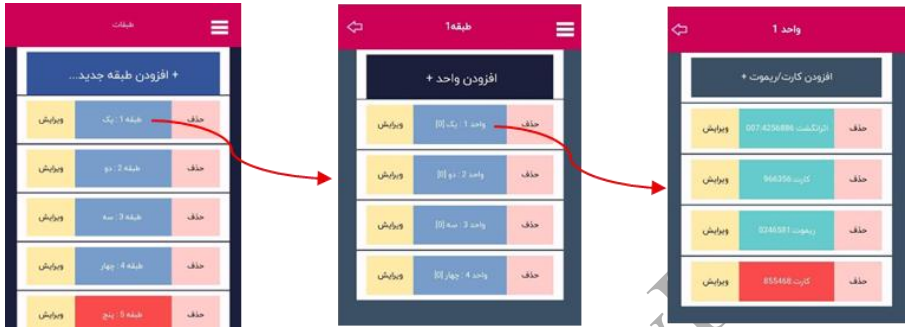 طبقات
+ افزودن طبقه جدید...
حذف طبقه 1 : یک ویرایش
حذف طبقه 2 : دو ویرایش
حذف طبقه 3 : سه ویرایش
حذف طبقه 4 : چهار ویرایش
حذف طبقه 5 : پنج ویرایش
طبقه1
افزودن واحد +
حذف واحد 1 : یک [0] ویرایش
حذف واحد 2 : دو [0] ویرایش
حذف واحد 3 : سه [0] ویرایش
حذف واحد 4 : چهار [0] ویرایش
واحد 1
افزودن کارت/ریموت +
حذف اثرانگشت:007:4256886 ویرایش
حذف کارت:966356 ویرایش
حذف ریموت:0246581 ویرایش
حذف کارت:855468 ویرایش